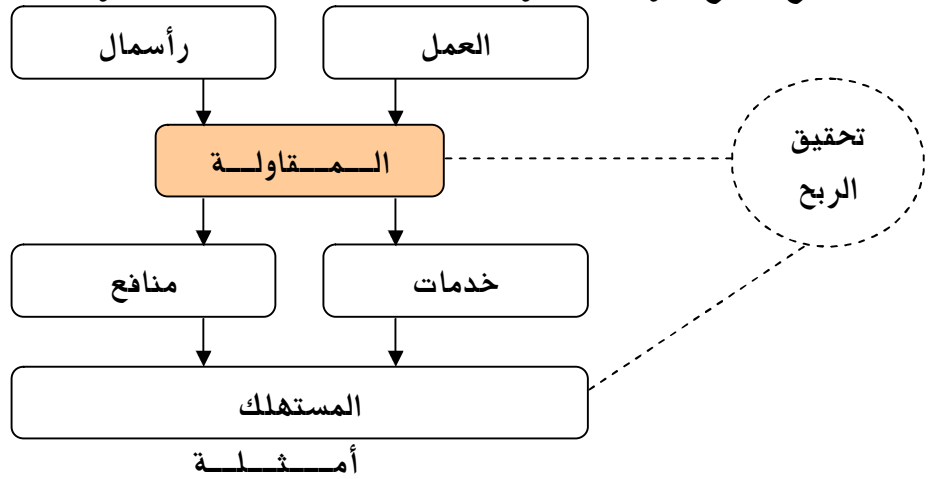 العمل
رأسمال
تحقيق
الربح
المقاولة
خدمات
منافع
المستهلك
أمثلة